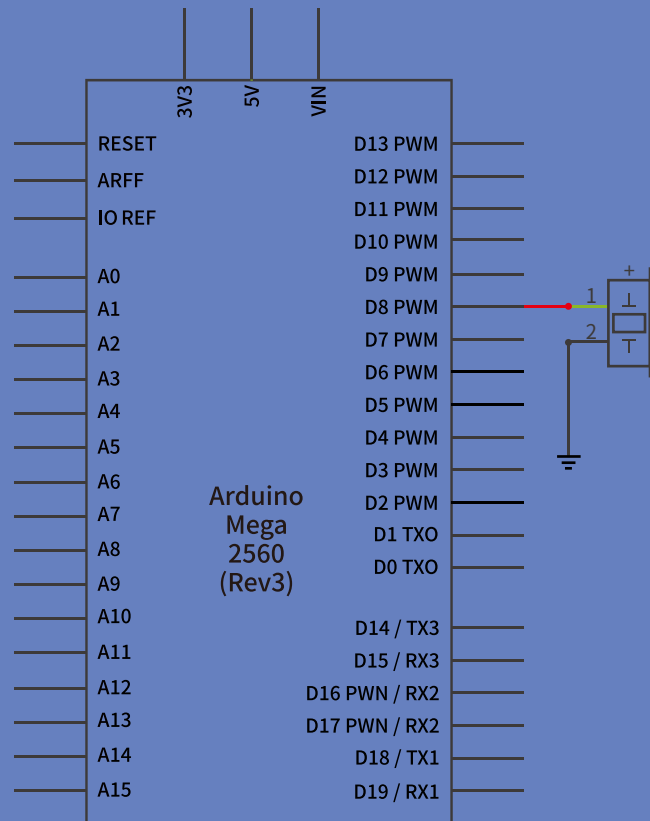 3V3
5V
VIN
RESET
ARFF
IO REF
A0
A1
A2
A3
A4
A5
A6
A7
A8
A9
A10
A11
A12
A13
A14
A15
Arduino
Mega
2560
(Rev3)
D13 PWM
D12 PWM
D11 PWM
D10 PWM
D9 PWM
D8 PWM
D7 PWM
D6 PWM
D5 PWM
D4 PWM
D3 PWM
D2 PWM
D1 TXO
D0 TXO
D14 / TX3
D15 / RX3
D16 PWN / RX2
D17 PWN / RX2
D18 / TX1
D19 / RX1
+
1
2